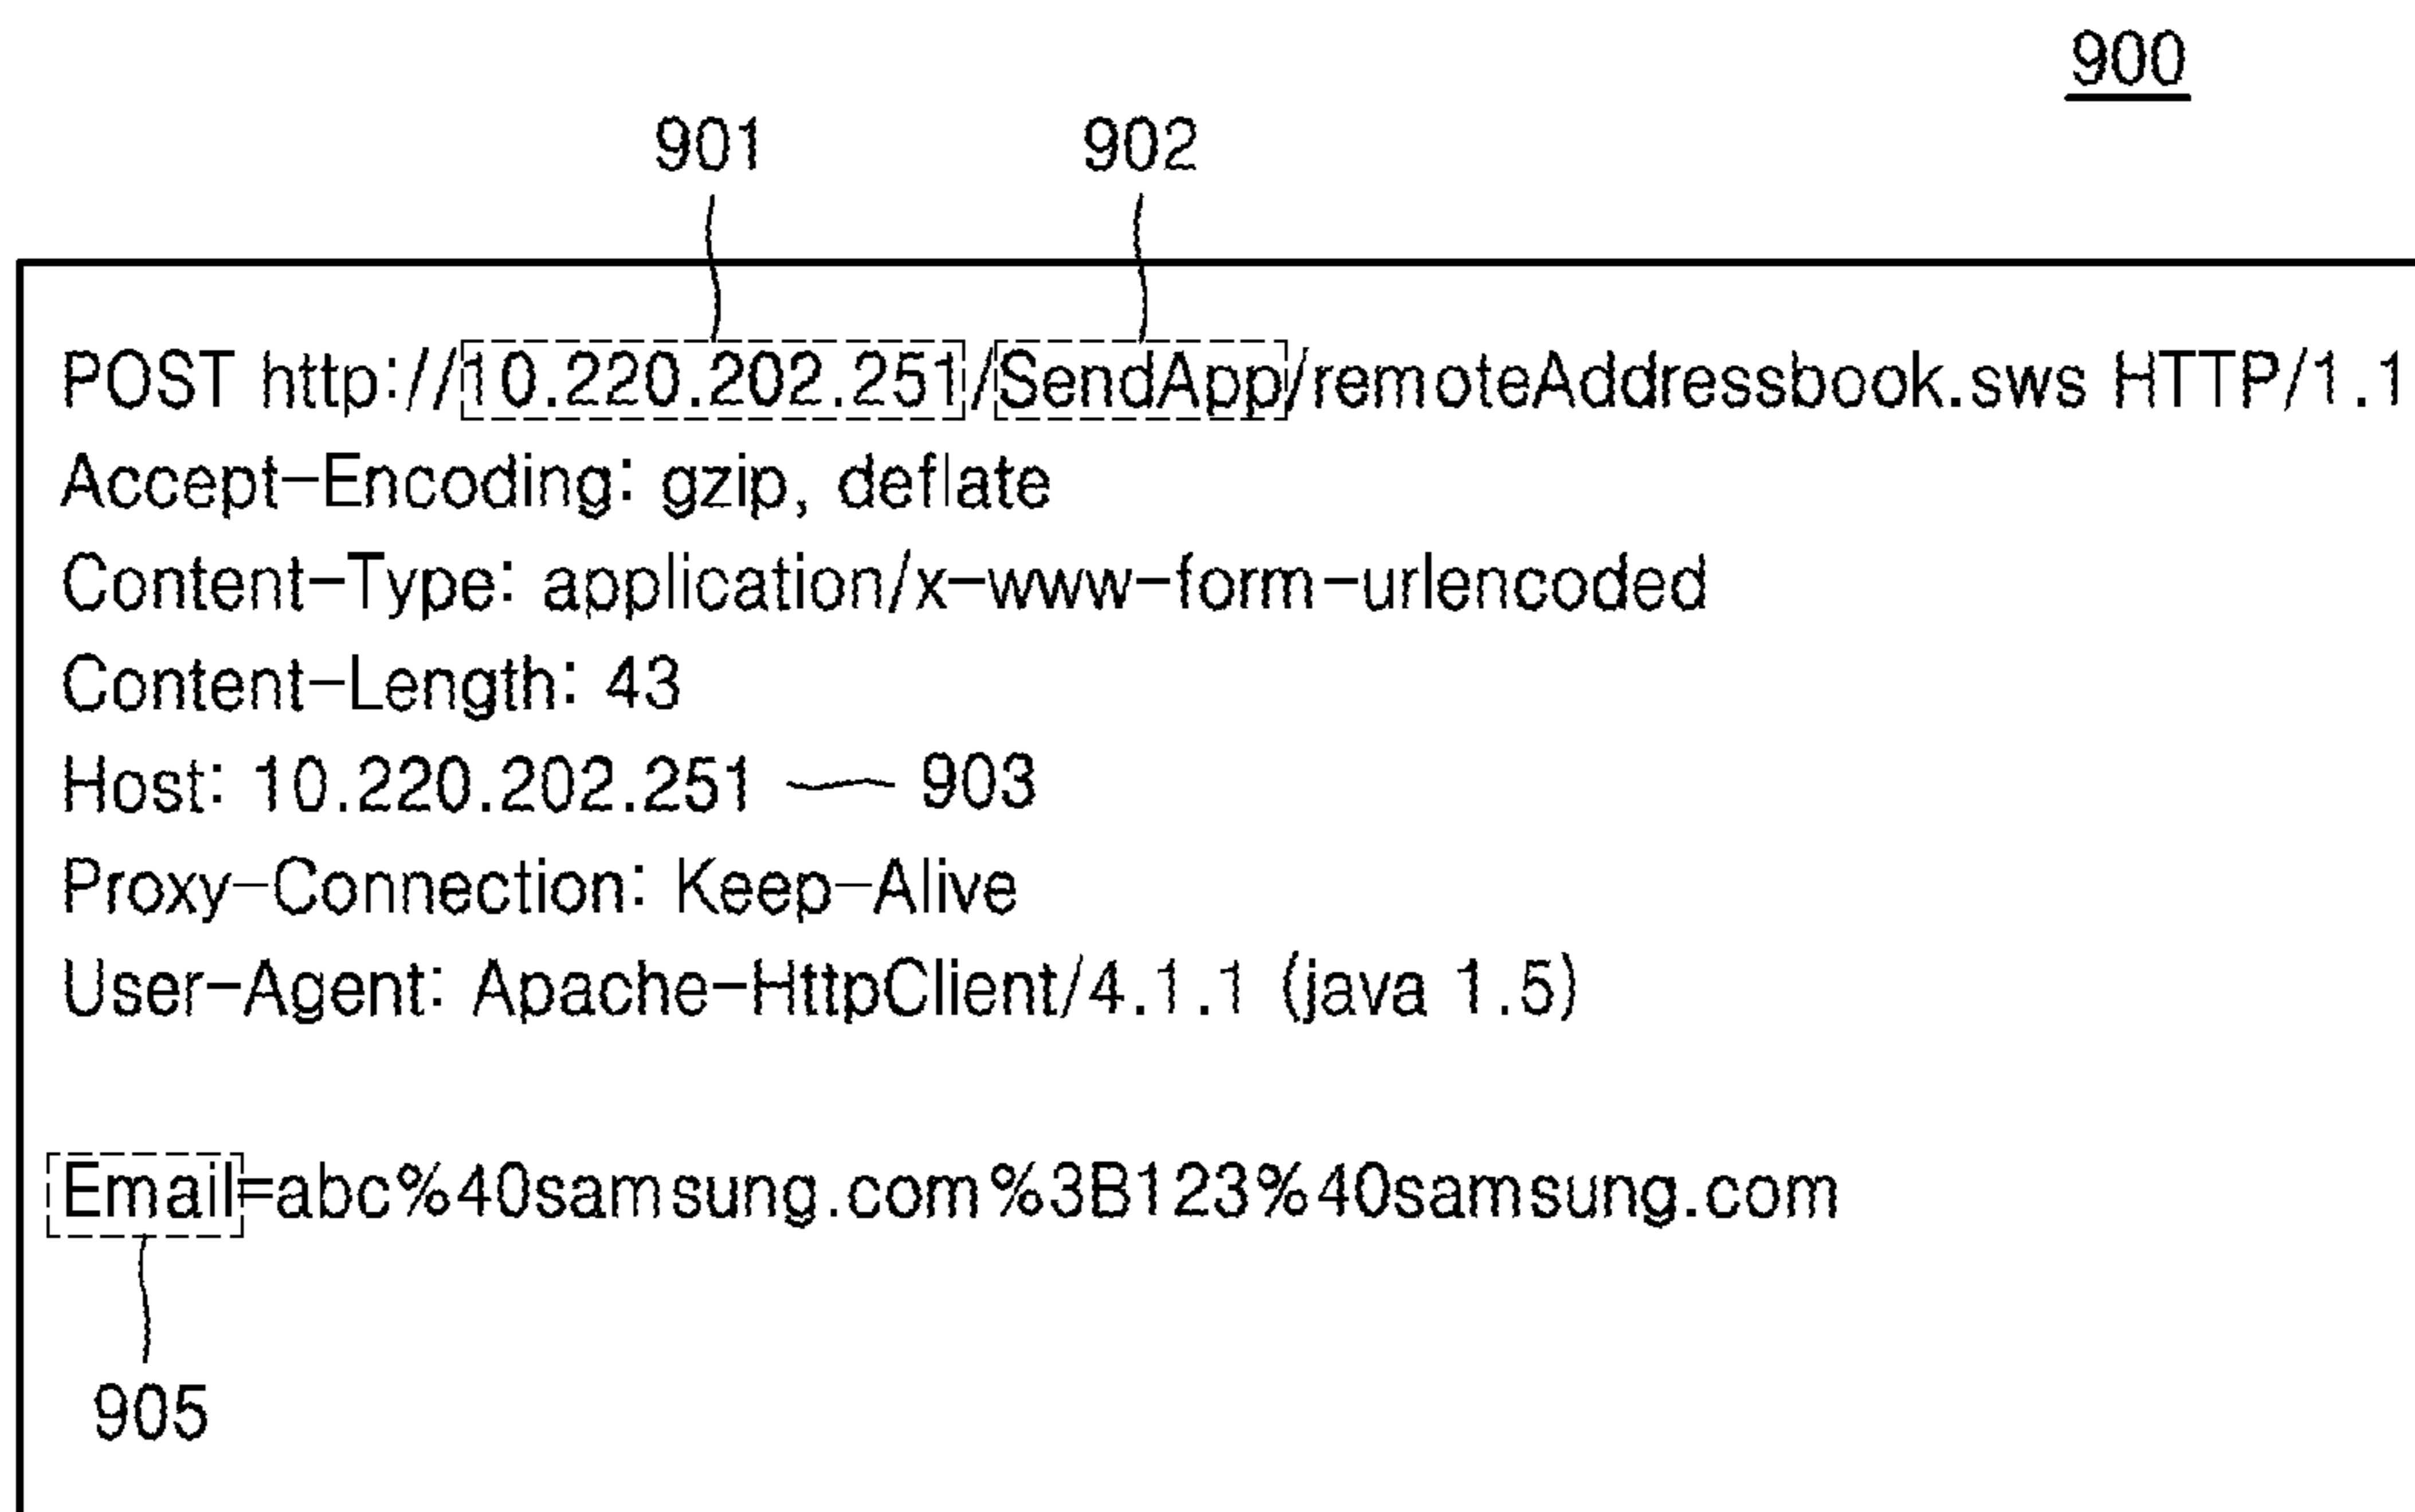 900
901 902
POST http://10.220.202.251/SendApp/remoteAddressbook.sws HTTP/1.1
Accept-Encoding: gzip, deflate
Content-Type: application/x-www-form-urlencoded
Content-Length: 43
Host: 10.220.202.251 903
Proxy-Connection: Keep-Alive
User-Agent: Apache-HttpClient/4.1.1 (java 1.5)
Email=abc%40samsung.com%3B123%40samsung.com
905